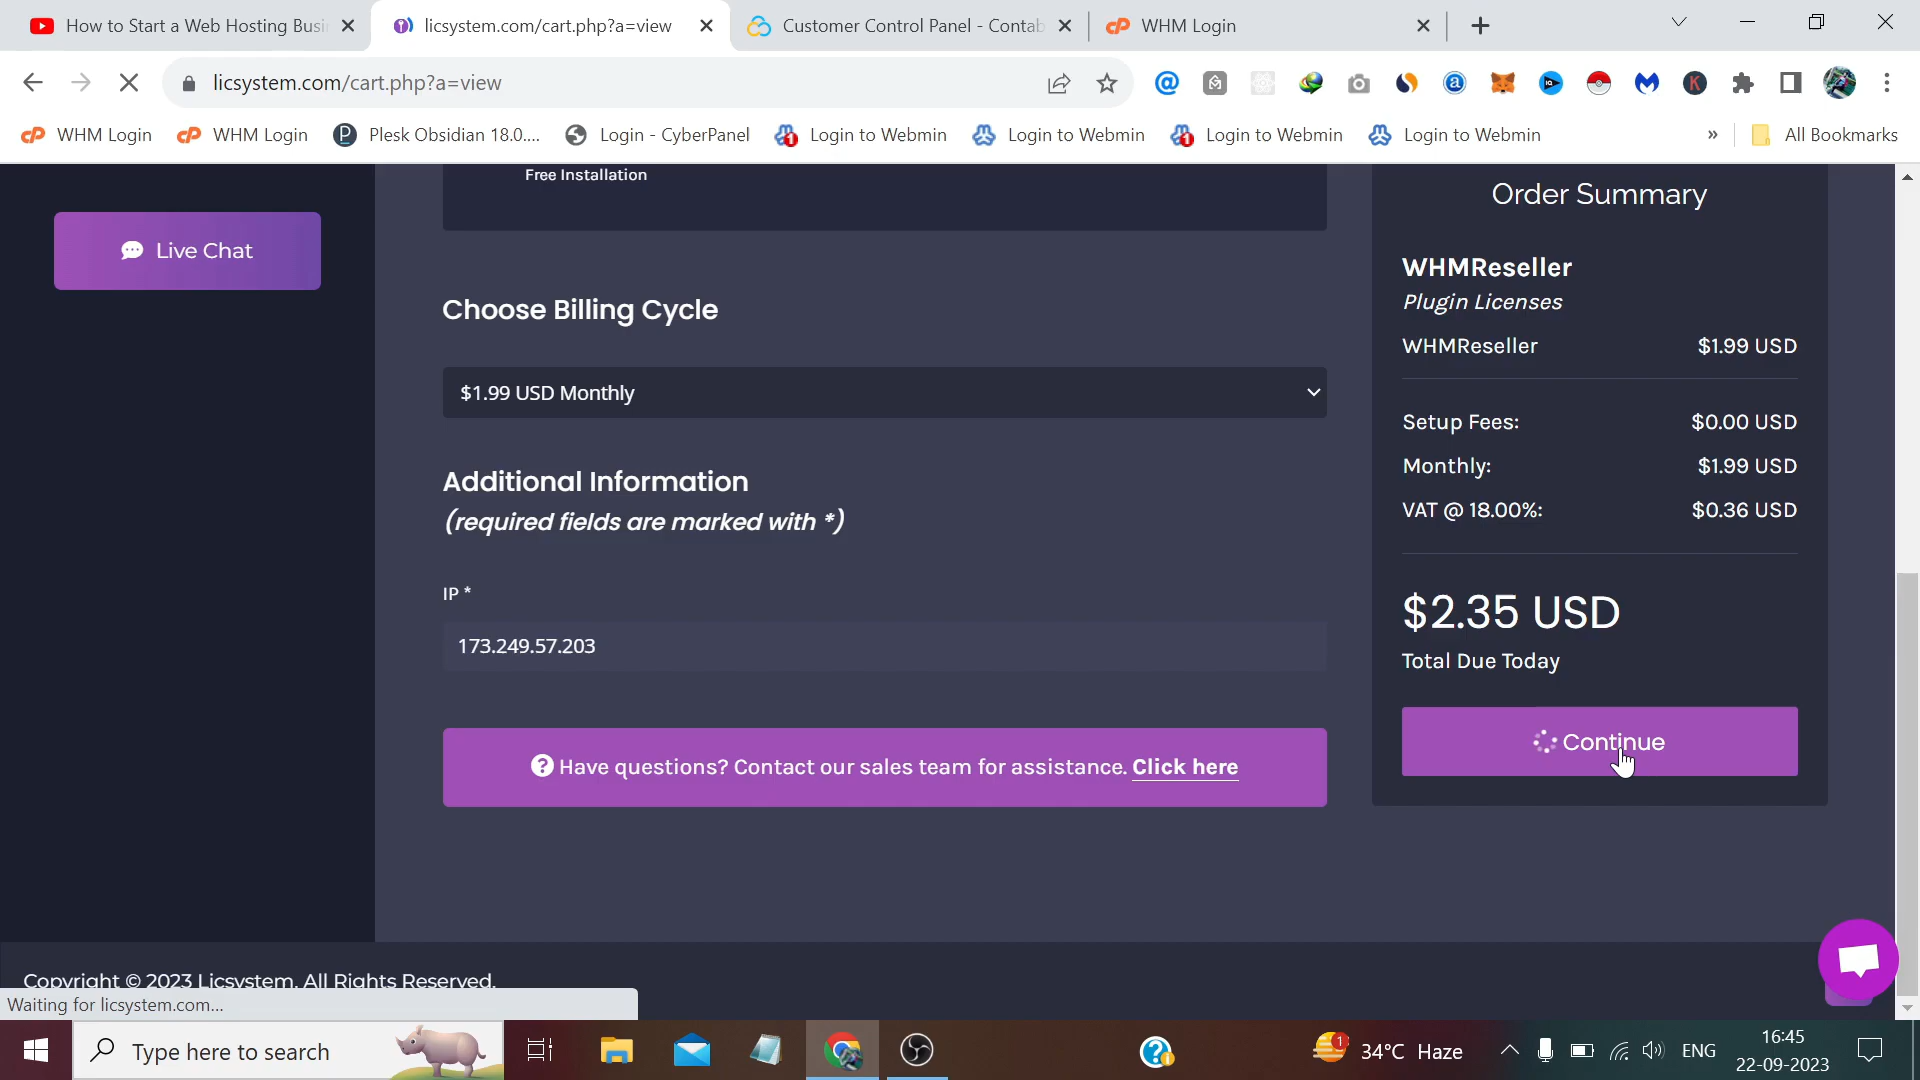 How to Start a Web Hosting Busi
licsystem.com/cart.php?a=view
Customer Control Panel - Contab
WHM Login
licsystem.com/cart.php?a=view
WHM Login
WHM Login
Plesk Obsidian 18.0....
Login - CyberPanel
Login to Webmin
Login to Webmin
Login to Webmin
Login to Webmin
»
All Bookmarks
Live Chat
Free Installation
Choose Billing Cycle
$1.99 USD Monthly
Additional Information
(required fields are marked with *)
IP *
173.249.57.203
Have questions? Contact our sales team for assistance. Click here
Order Summary
WHMReseller
Plugin Licenses
WHMReseller $1.99 USD
Setup Fees: $0.00 USD
Monthly: $1.99 USD
VAT @ 18.00%: $0.36 USD
$2.35 USD
Total Due Today
Continue
Copyright © 2023 Licsystem. All Rights Reserved.
Waiting for licsystem.com...
Type here to search
34°C Haze
ENG
16:45
22-09-2023